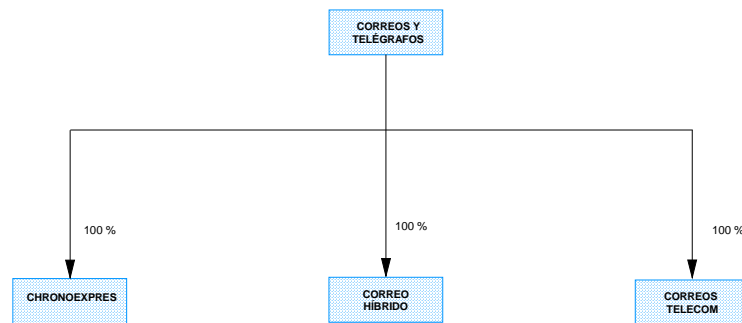 CORREOS Y
TELÉGRAFOS
100 %
100 %
100 %
CHRONOEXPRES
CORREO
HÍBRIDO
CORREOS
TELECOM